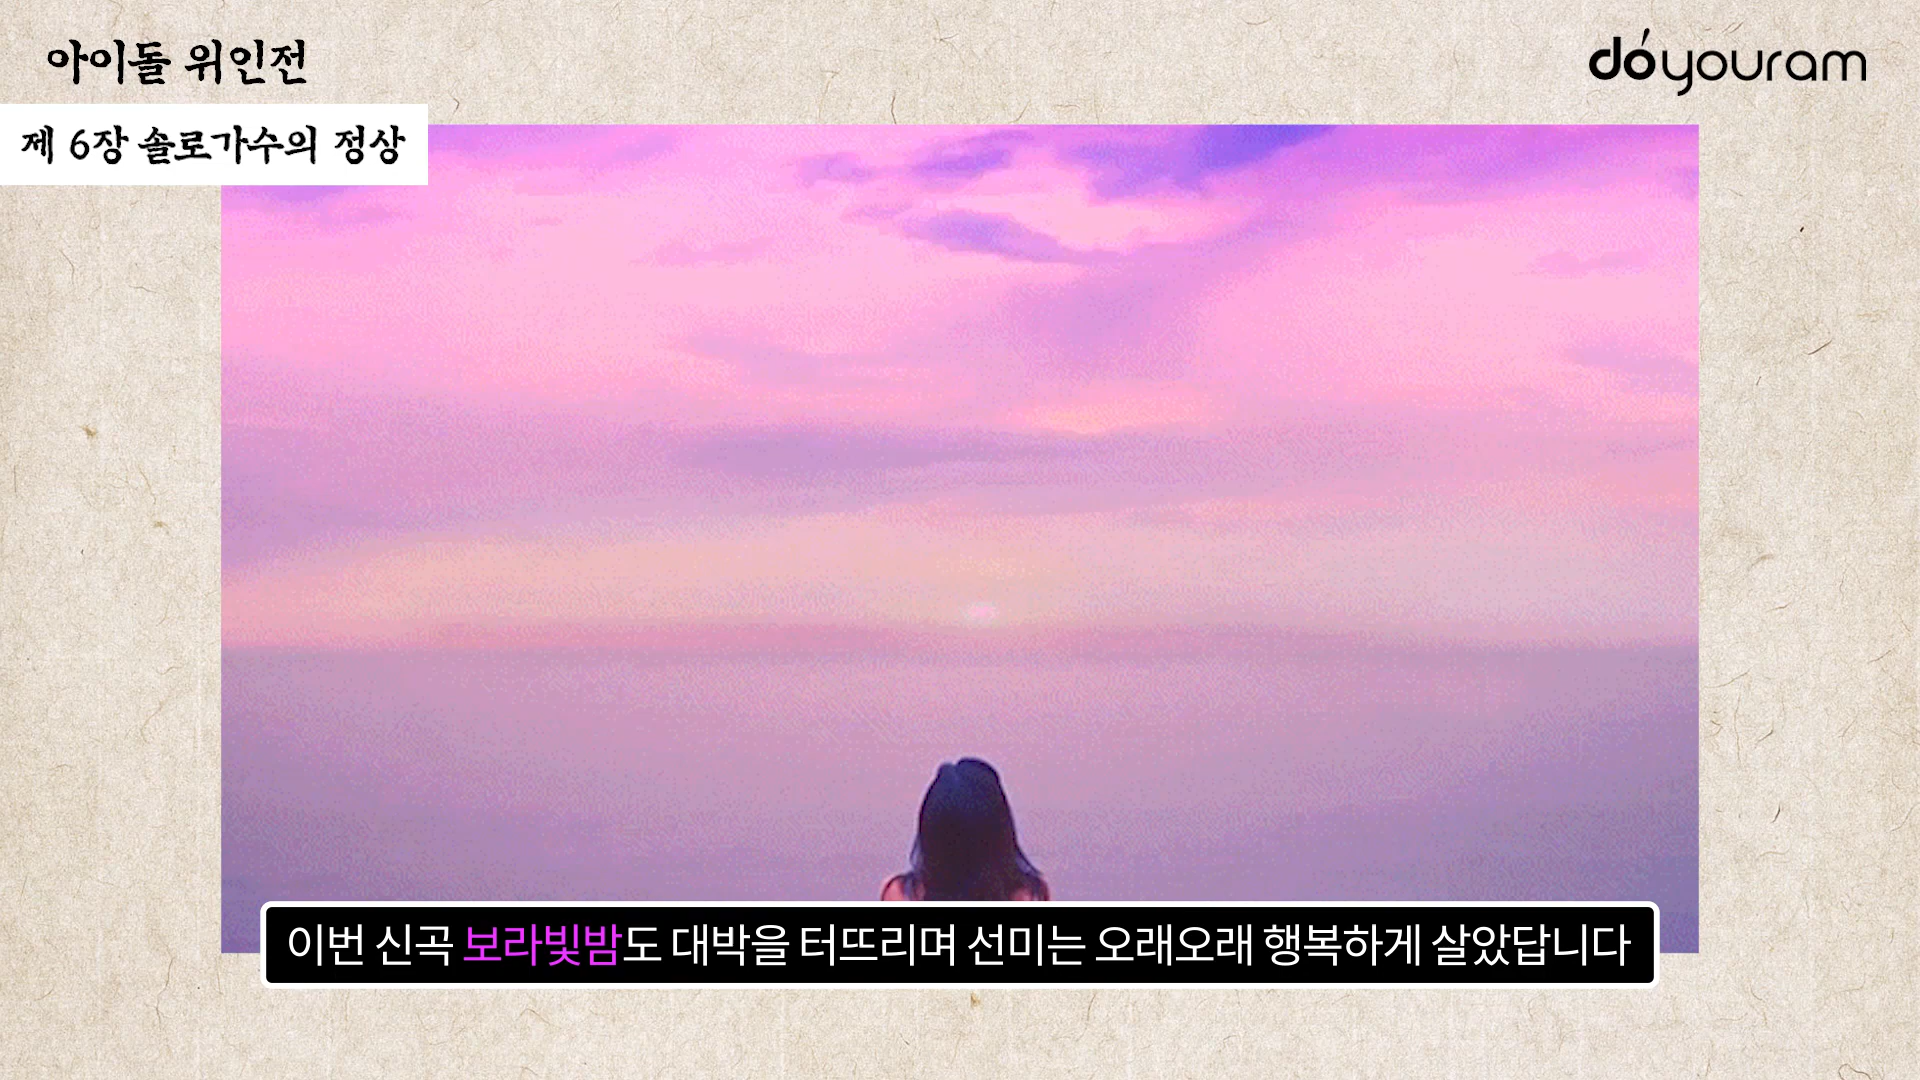 아이돌 위인전
dóyouram
제 6장 솔로가수의 정상
이번 신곡 보라빛밤도 대박을 터뜨리며 선미는 오래오래 행복하게 살았답니다